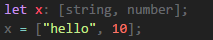 let x: [string, number];
x = ["hello", 10];